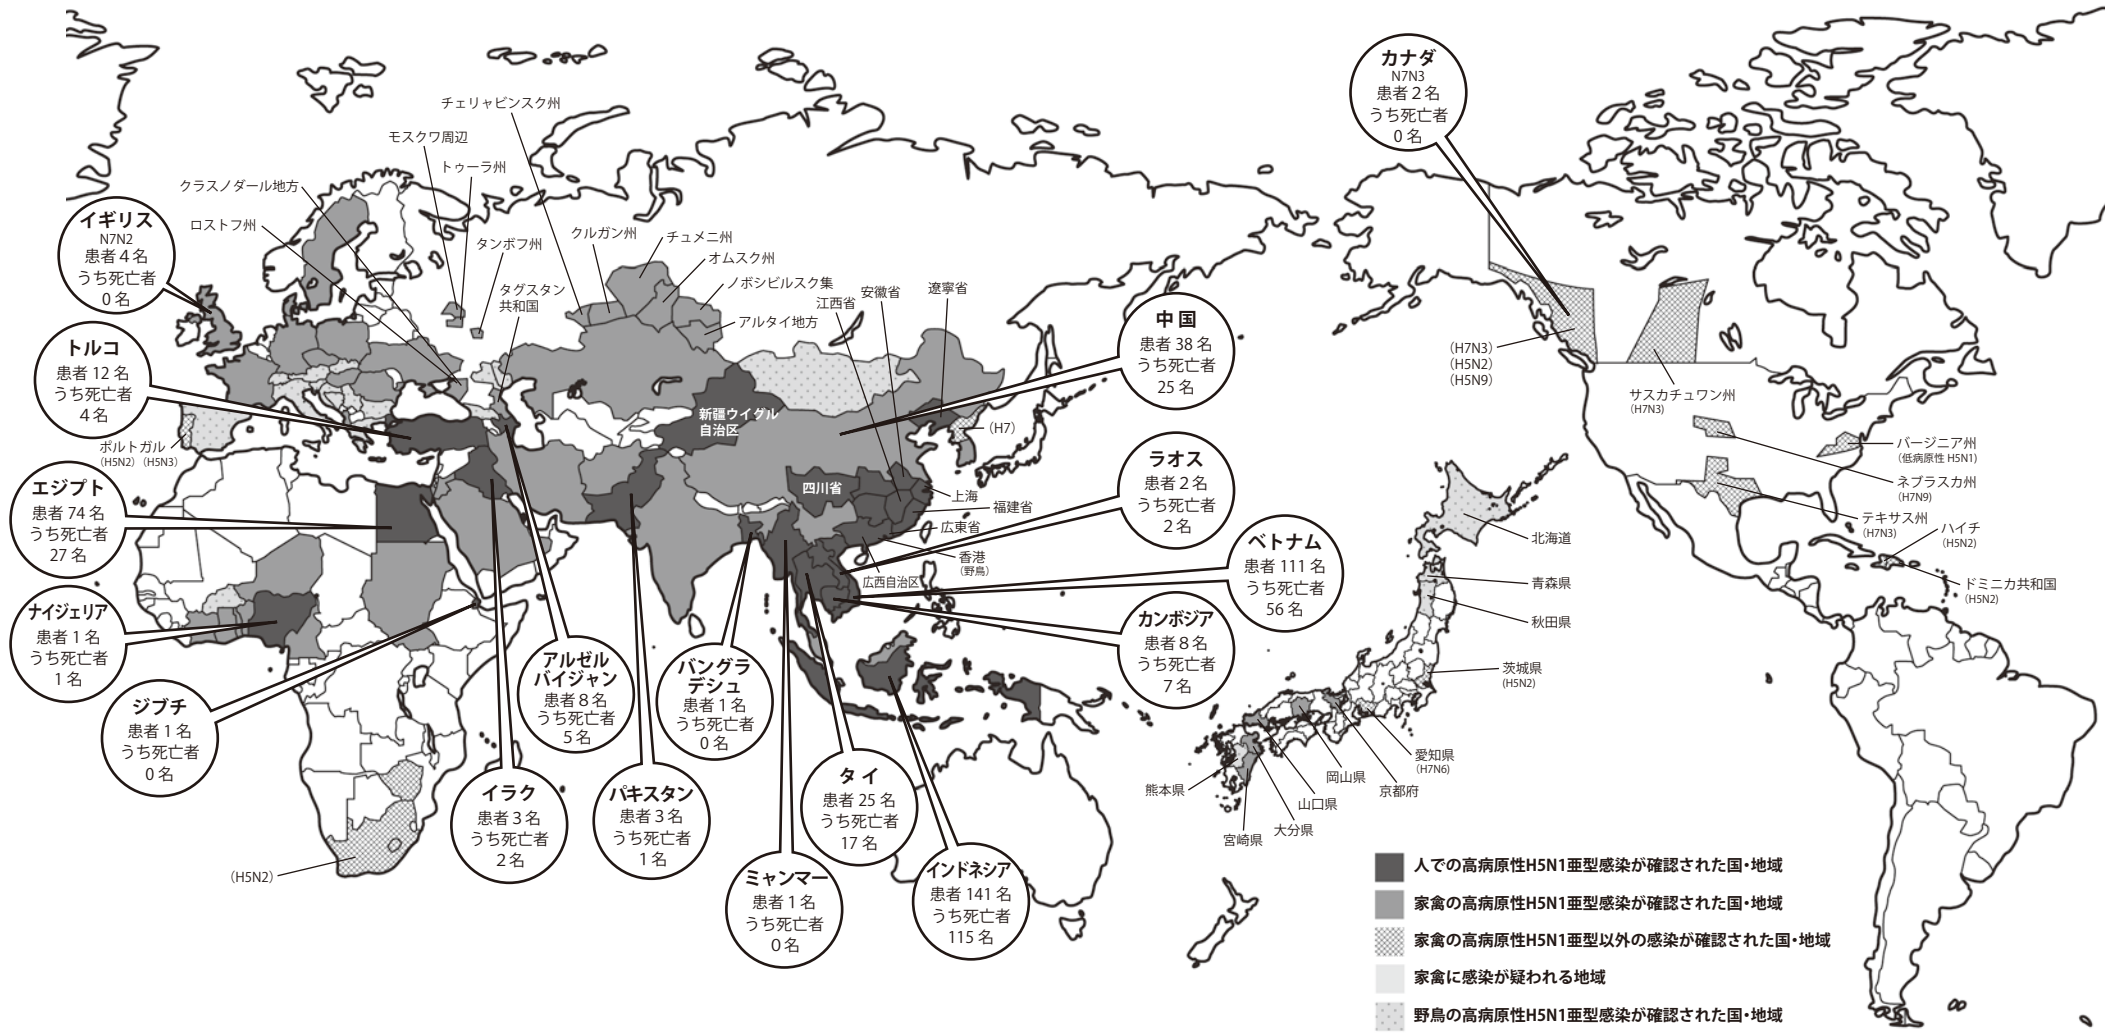 カナダ
N7N3
患者２名
うち死亡者
０名
チェリャビンスク州
モスクワ周辺
トゥーラ州
クラスノダール地方
ロストフ州
タンボフ州
クルガン州
チュメニ州
オムスク州
ノボシビルスク集
アルタイ地方
タグスタン
共和国
江西省
安徽省
遼寧省
イギリス
N7N2
患者４名
うち死亡者
０名
トルコ
患者 12 名
うち死亡者
４名
ポルトガル
(H5N2) (H5N3)
エジプト
患者 74 名
うち死亡者
27 名
ナイジェリア
患者１名
うち死亡者
１名
ジブチ
患者１名
うち死亡者
０名
(H5N2)
イラク
患者３名
うち死亡者
２名
アルゼル
バイジャン
患者８名
うち死亡者
５名
パキスタン
患者３名
うち死亡者
１名
バングラ
デシュ
患者１名
うち死亡者
０名
ミャンマー
患者１名
うち死亡者
０名
タ イ
患者 25 名
うち死亡者
17 名
インドネシア
患者 141 名
うち死亡者
115 名
中 国
患者 38 名
うち死亡者
25 名
ラオス
患者２名
うち死亡者
２名
ベトナム
患者 111 名
うち死亡者
56 名
カンボジア
患者８名
うち死亡者
７名
新疆ウイグル
自治区
四川省
(H7)
上海
福建省
広東省
香港
(野鳥)
広西自治区
(H7N3)
(H5N2)
(H5N9)
サスカチュワン州
(H7N3)
バージニア州
(低病原性 H5N1)
ネブラスカ州
(H7N9)
テキサス州
(H7N3)
ハイチ
(H5N2)
ドミニカ共和国
(H5N2)
北海道
青森県
秋田県
茨城県
(H5N2)
愛知県
(H7N6)
京都府
岡山県
山口県
大分県
宮崎県
熊本県
人での高病原性H5N1亜型感染が確認された国・地域
家禽の高病原性H5N1亜型感染が確認された国・地域
家禽の高病原性H5N1亜型以外の感染が確認された国・地域
家禽に感染が疑われる地域
野鳥の高病原性H5N1亜型感染が確認された国・地域